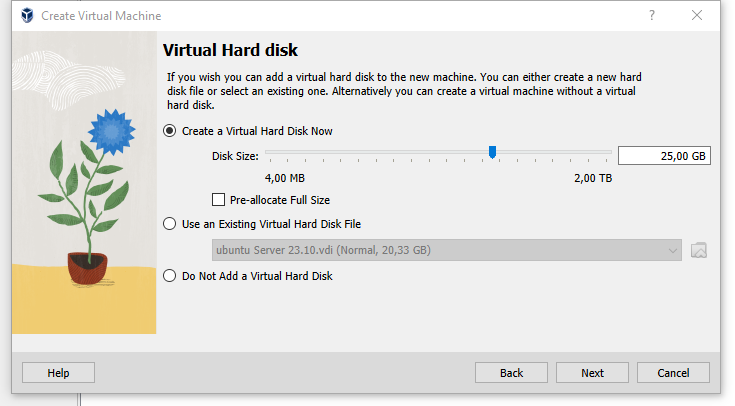 Create Virtual Machine
?
Virtual Hard disk
If you wish you can add a virtual hard disk to the new machine. You can either create a new hard
disk file or select an existing one. Alternatively you can create a virtual machine without a virtual
hard disk.
Create a Virtual Hard Disk Now
Disk Size:
25,00 GB
4,00 MB
2,00 TB
Pre-allocate Full Size
Use an Existing Virtual Hard Disk File
ubuntu Server 23.10.vdi (Normal, 20,33 GB)
Do Not Add a Virtual Hard Disk
Help
Back
Next
Cancel